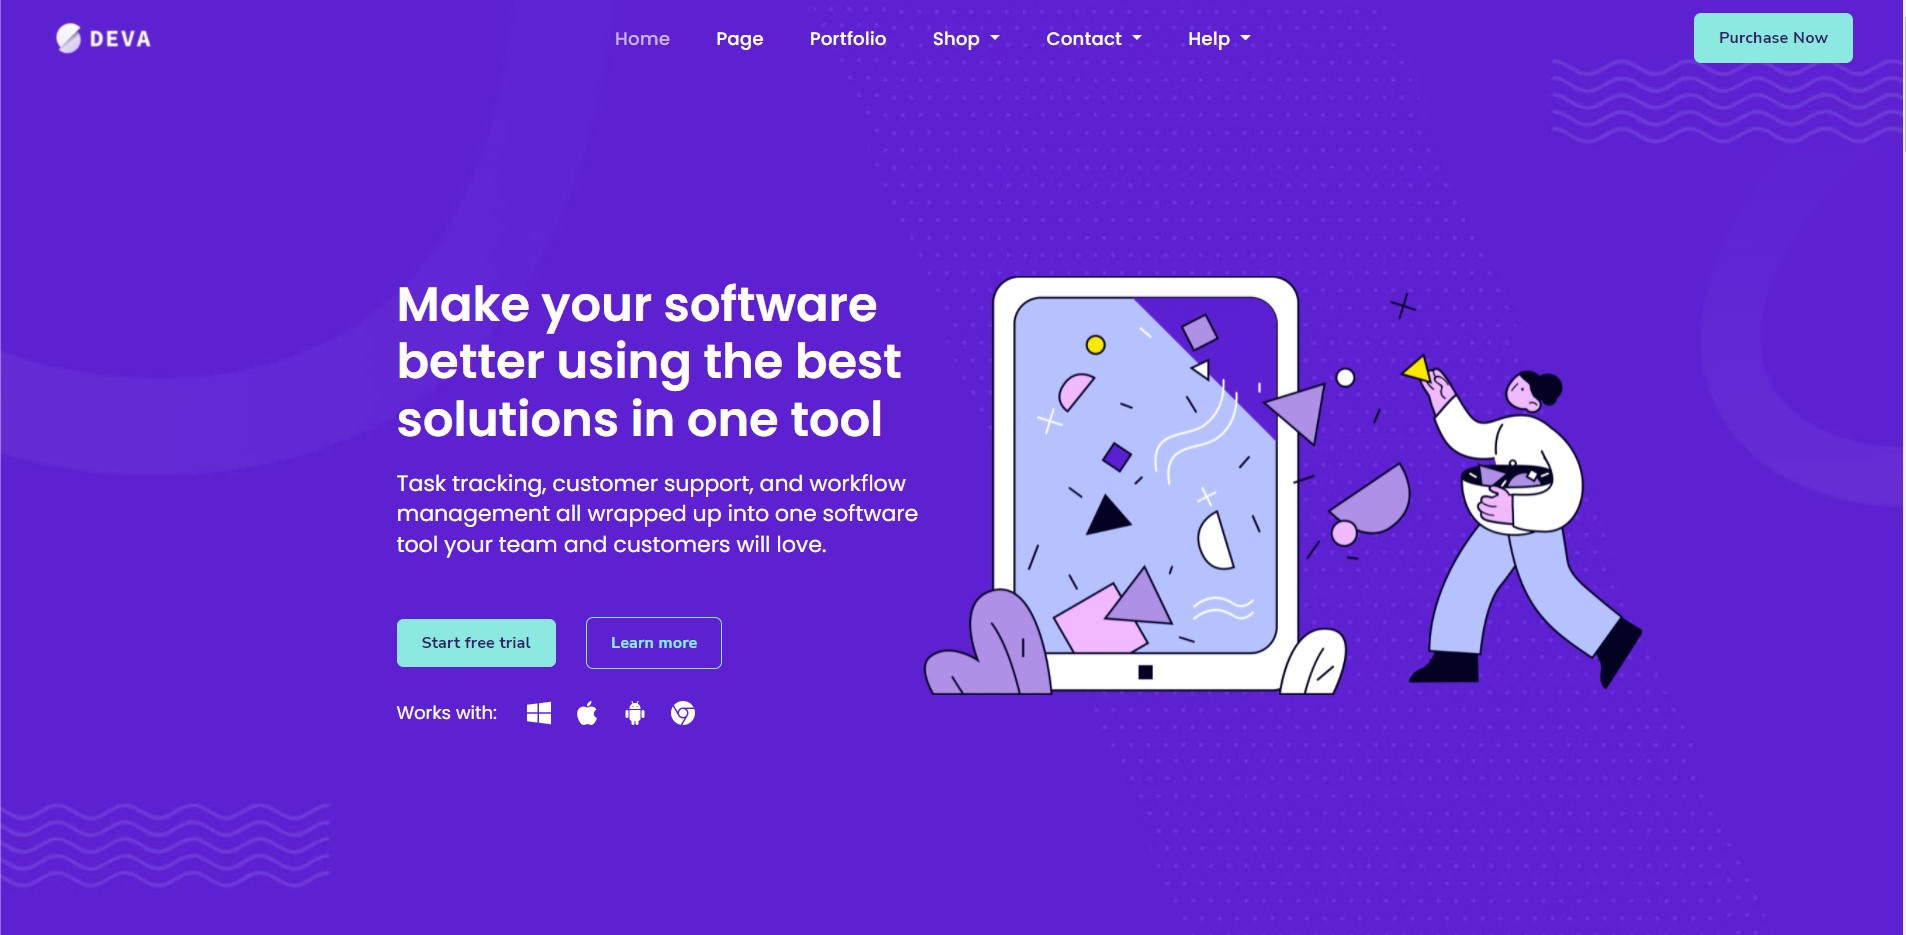 DEVA
Home
Page
Portfolio
Shop
Contact
Help
Purchase Now
Make your software
better using the best
solutions in one tool
Task tracking, customer support, and workflow
management all wrapped up into one software
tool your team and customers will love.
Start free trial
Learn more
Works with: